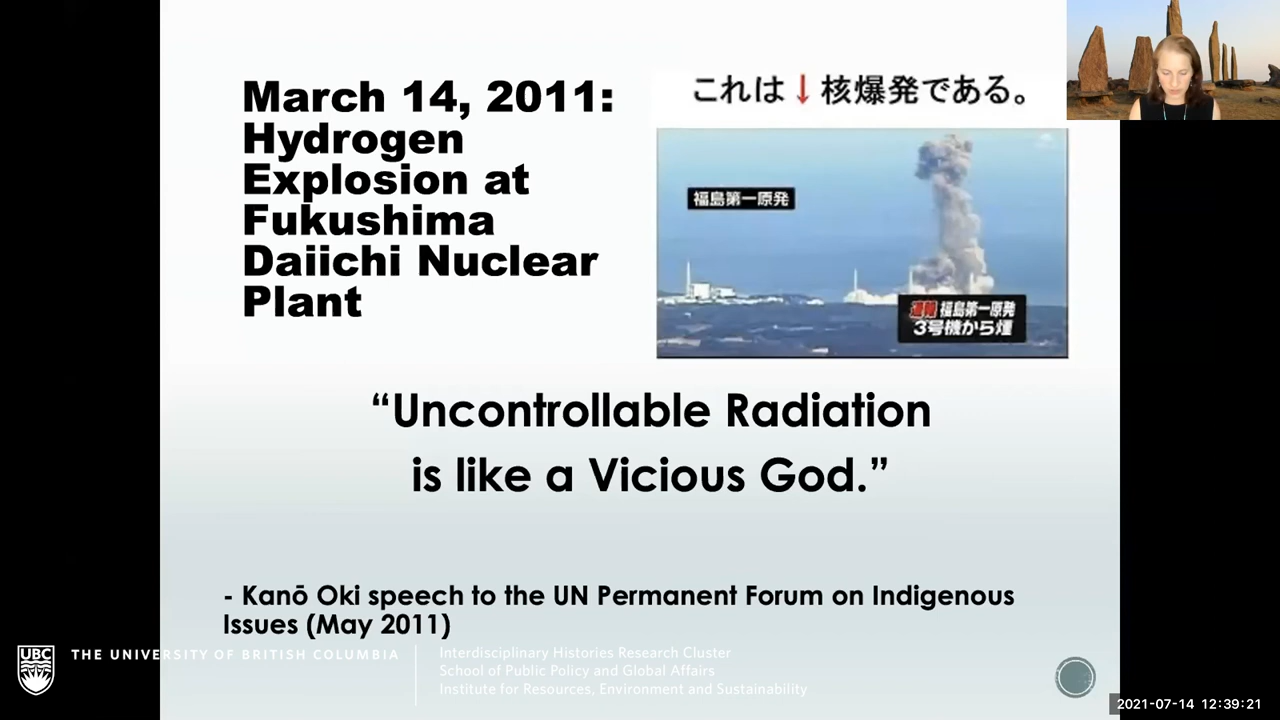 March 14, 2011:
Hydrogen
Explosion at
Fukushima
Daiichi Nuclear
Plant
これは↓核爆発である。
福島第一原発
速報 福島第一原発
3号機から煙
“Uncontrollable Radiation
is like a Vicious God.”
- Kanō Oki speech to the UN Permanent Forum on Indigenous
Issues (May 2011)
UBC
THE UNIVERSITY OF BRITISH COLUMBIA
Interdisciplinary Histories Research Cluster
School of Public Policy and Global Affairs
Institute for Resources, Environment and Sustainability
2021-07-14 12:39:21